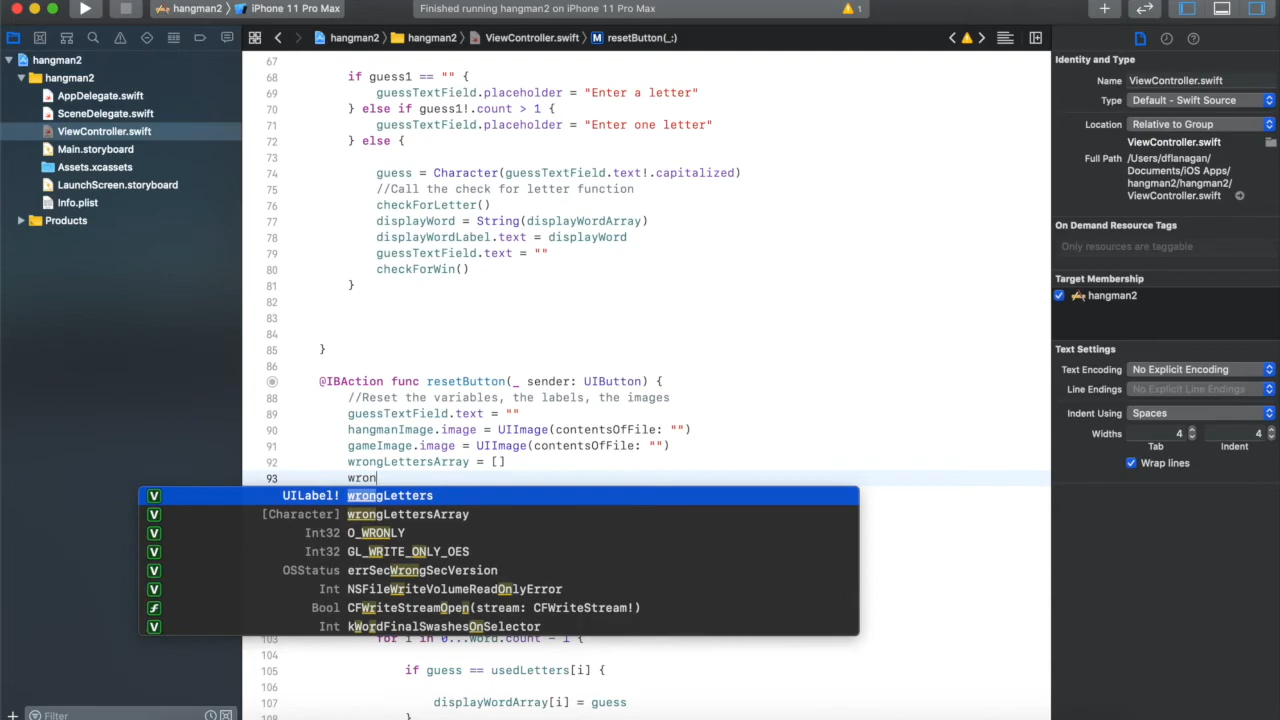 hangman2 〉 iPhone 11 Pro Max
Finished running hangman2 on iPhone 11 Pro Max
1
hangman2 〉 hangman2 〉 ViewController.swift 〉 M resetButton(_:)
hangman2
hangman2
AppDelegate.swift
SceneDelegate.swift
ViewController.swift
Main.storyboard
Assets.xcassets
LaunchScreen.storyboard
Info.plist
Products
Filter
67
68 if guess1 == "" {
69 guessTextField.placeholder = "Enter a letter"
70 } else if guess1!.count > 1 {
71 guessTextField.placeholder = "Enter one letter"
72 } else {
73
74 guess = Character(guessTextField.text!.capitalized)
75 //Call the check for letter function
76 checkForLetter()
77 displayWord = String(displayWordArray)
78 displayWordLabel.text = displayWord
79 guessTextField.text = ""
80 checkForWin()
81 }
82
83
84
85 }
86
@IBAction func resetButton(_ sender: UIButton) {
88 //Reset the variables, the labels, the images
89 guessTextField.text = ""
90 hangmanImage.image = UIImage(contentsOfFile: "")
91 gameImage.image = UIImage(contentsOfFile: "")
92 wrongLettersArray = []
93 wron
V UILabel! wrongLetters
V [Character] wrongLettersArray
V Int32 O_WRONLY
V Int32 GL_WRITE_ONLY_OES
V OSStatus errSecWrongSecVersion
V Int NSFileWriteVolumeReadOnlyError
f Bool CFWriteStreamOpen(stream: CFWriteStream!)
V Int kWordFinalSwashesOnSelector
103 for i in 0...word.count - 1 {
104
105 if guess == usedLetters[i] {
106
107 displayWordArray[i] = guess
108 }
Identity and Type
Name ViewController.swift
Type Default - Swift Source
Location Relative to Group
ViewController.swift
Full Path /Users/dflanagan/
Documents/iOS Apps/
hangman2/hangman2/
ViewController.swift
On Demand Resource Tags
Only resources are taggable
Target Membership
hangman2
Text Settings
Text Encoding No Explicit Encoding
Line Endings No Explicit Line Endings
Indent Using Spaces
Widths 4 4
Tab Indent
Wrap lines